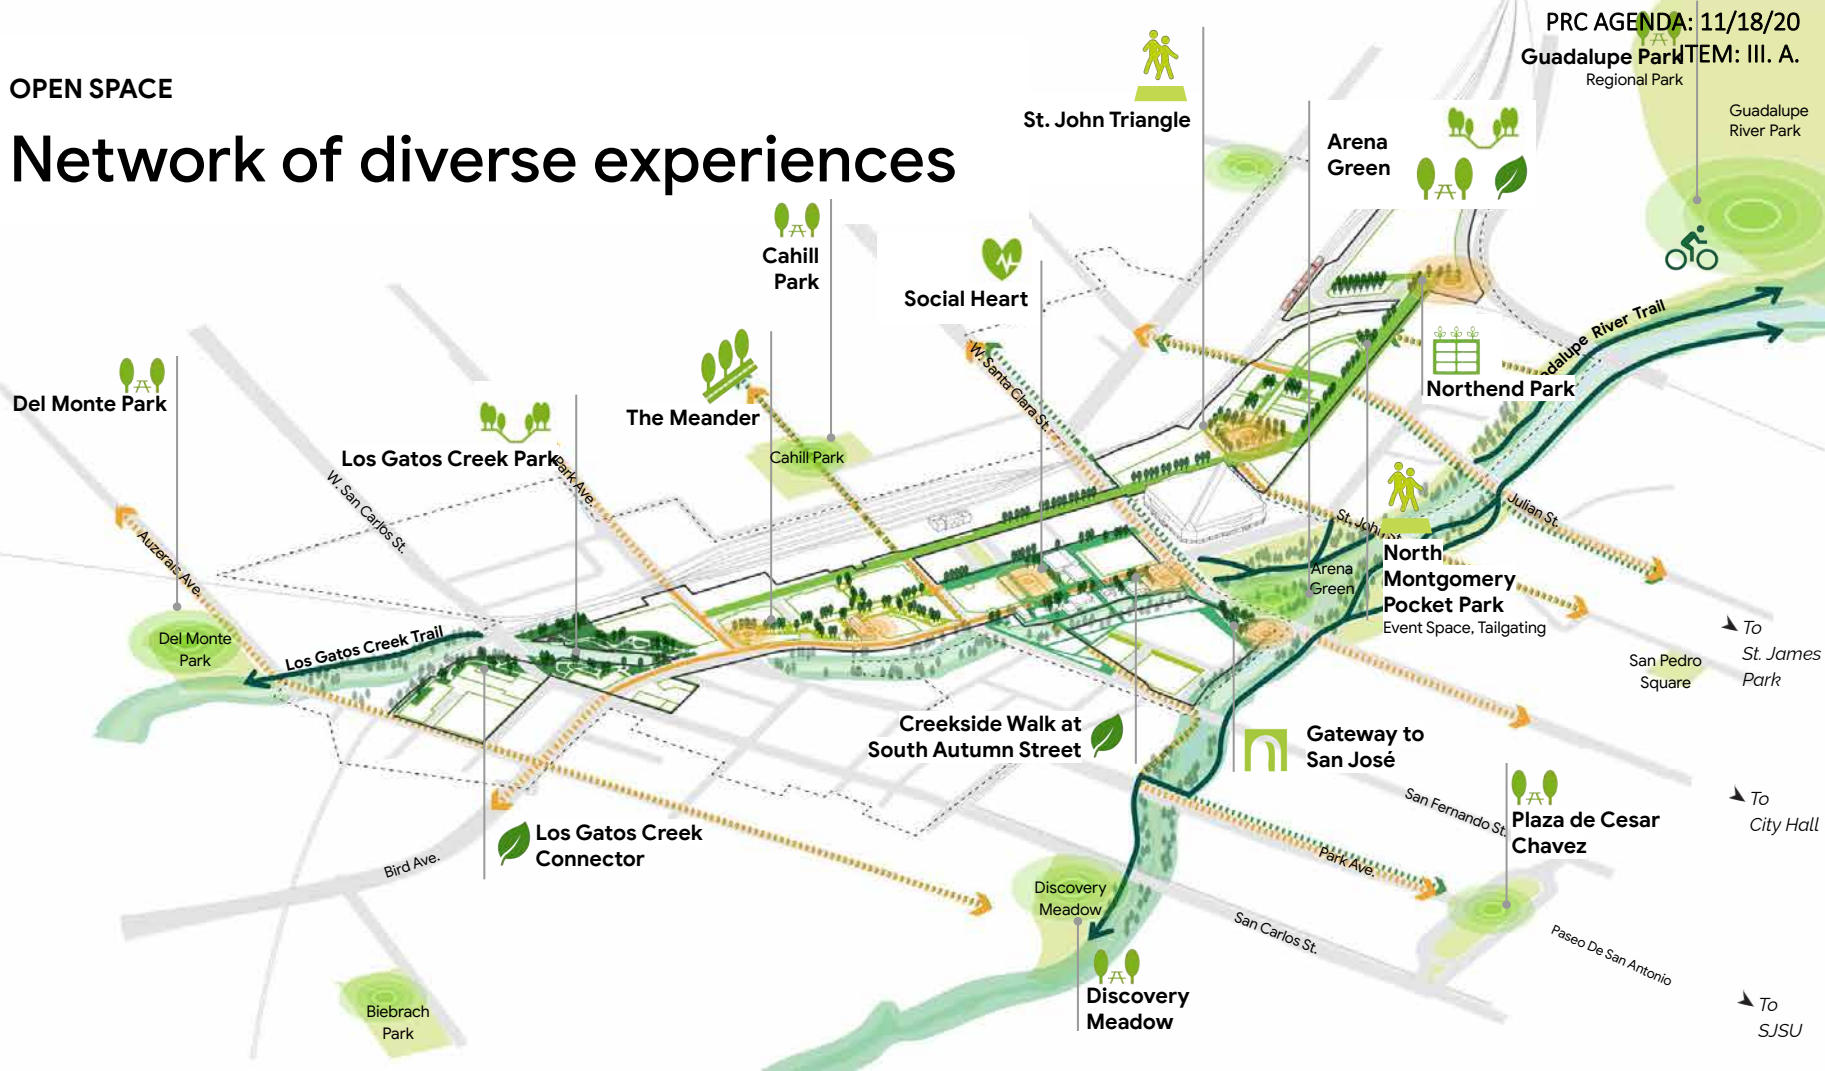 PRC AGENDA: 11/18/20
ITEM: III. A.
OPEN SPACE
Network of diverse experiences
Guadalupe Park
Regional Park
Guadalupe
River Park
St. John Triangle
Arena
Green
Cahill
Park
Social Heart
Del Monte Park
The Meander
Los Gatos Creek Park
Northend Park
Guadalupe River Trail
W. Santa Clara St.
Cahill Park
Park Ave.
W. San Carlos St.
Auzerais Ave.
Julian St.
St. John St.
North
Montgomery
Pocket Park
Event Space, Tailgating
Arena
Green
Del Monte
Park
Los Gatos Creek Trail
To
St. James
Park
San Pedro
Square
Creekside Walk at
South Autumn Street
Gateway to
San José
San Fernando St.
Plaza de Cesar
Chavez
To
City Hall
Los Gatos Creek
Connector
Bird Ave.
Park Ave.
Discovery
Meadow
San Carlos St.
Paseo De San Antonio
Discovery
Meadow
Biebrach
Park
To
SJSU